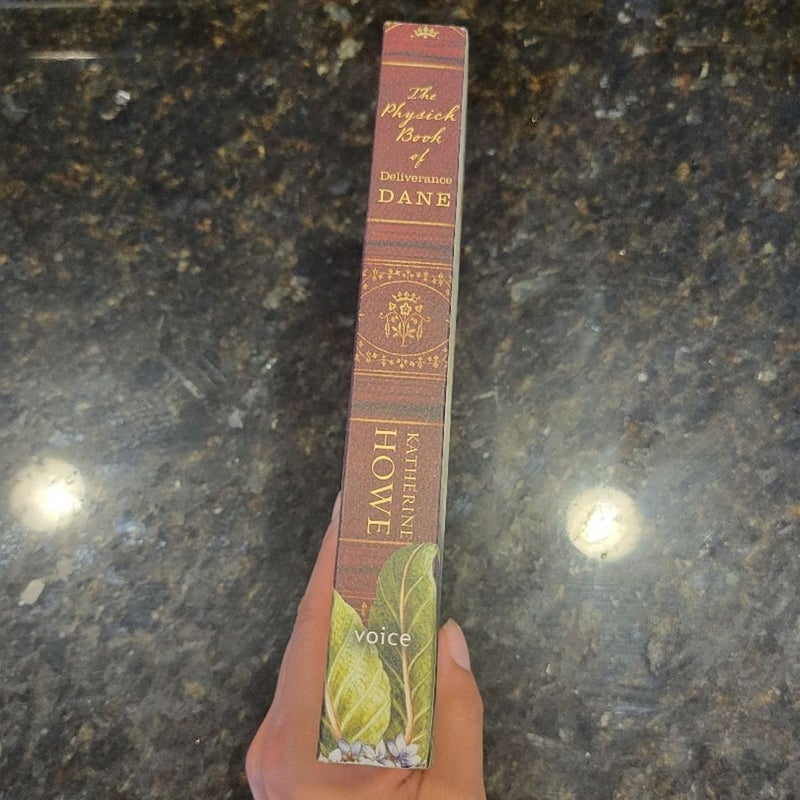 The
Physick
Book
of
Deliverance
DANE
KATHERINE
HOWE
voice